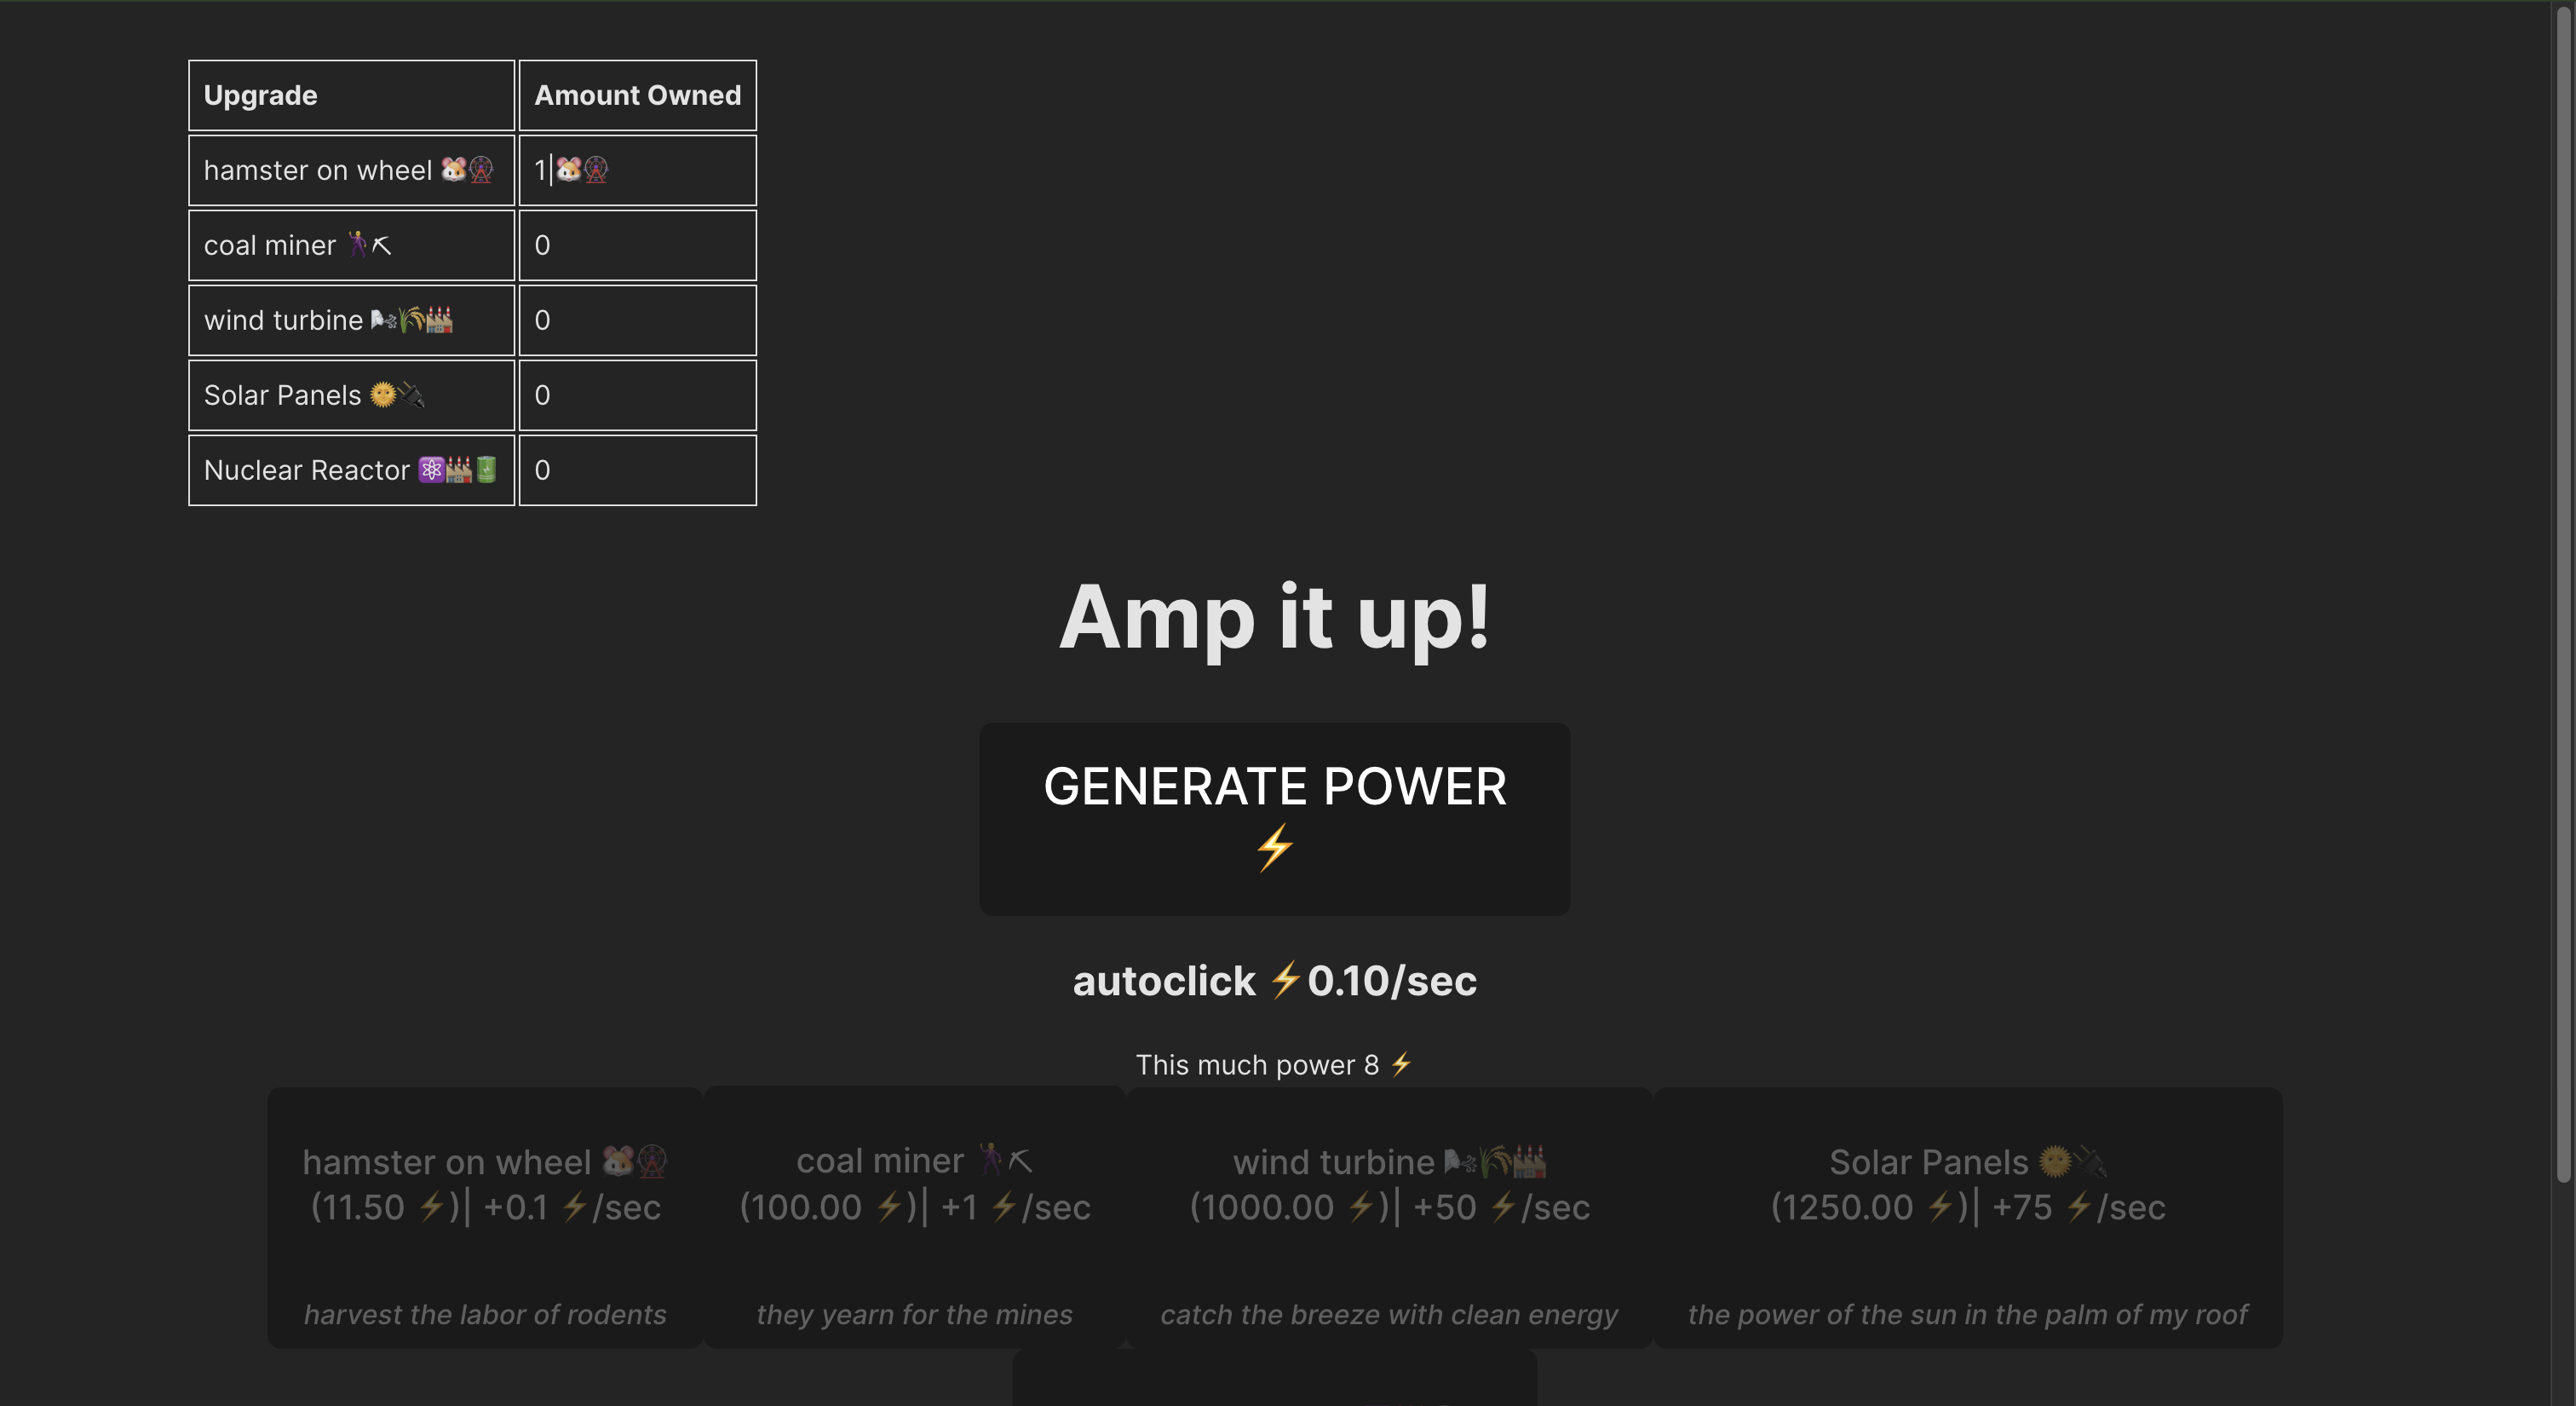 Upgrade Amount Owned
hamster on wheel 🐹🎡 1|🐹🎡
coal miner 🕺⛏ 0
wind turbine 🌬🌾🏭 0
Solar Panels 🌞🔌 0
Nuclear Reactor ⚛️🏭🔋 0
Amp it up!
GENERATE POWER
⚡
autoclick ⚡0.10/sec
This much power 8 ⚡
hamster on wheel 🐹🎡
(11.50 ⚡)| +0.1 ⚡/sec
harvest the labor of rodents
coal miner 🕺⛏
(100.00 ⚡)| +1 ⚡/sec
they yearn for the mines
wind turbine 🌬🌾🏭
(1000.00 ⚡)| +50 ⚡/sec
catch the breeze with clean energy
Solar Panels 🌞🔌
(1250.00 ⚡)| +75 ⚡/sec
the power of the sun in the palm of my roof